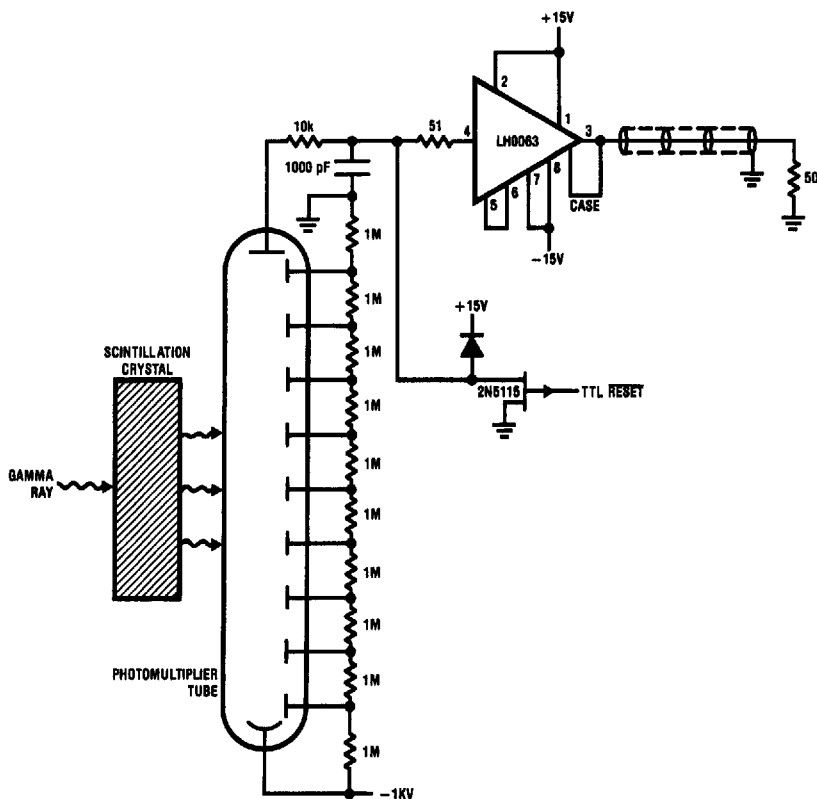 +15V
2
10k
51
4
LH0063
1
3
1000 pF
8
6
7
5
CASE
50
1M
-15V
1M
+15V
1M
SCINTILLATION
CRYSTAL
2N5115
TTL RESET
1M
1M
GAMMA
RAY
1M
1M
1M
PHOTOMULTIPLIER
TUBE
1M
1M
-1KV